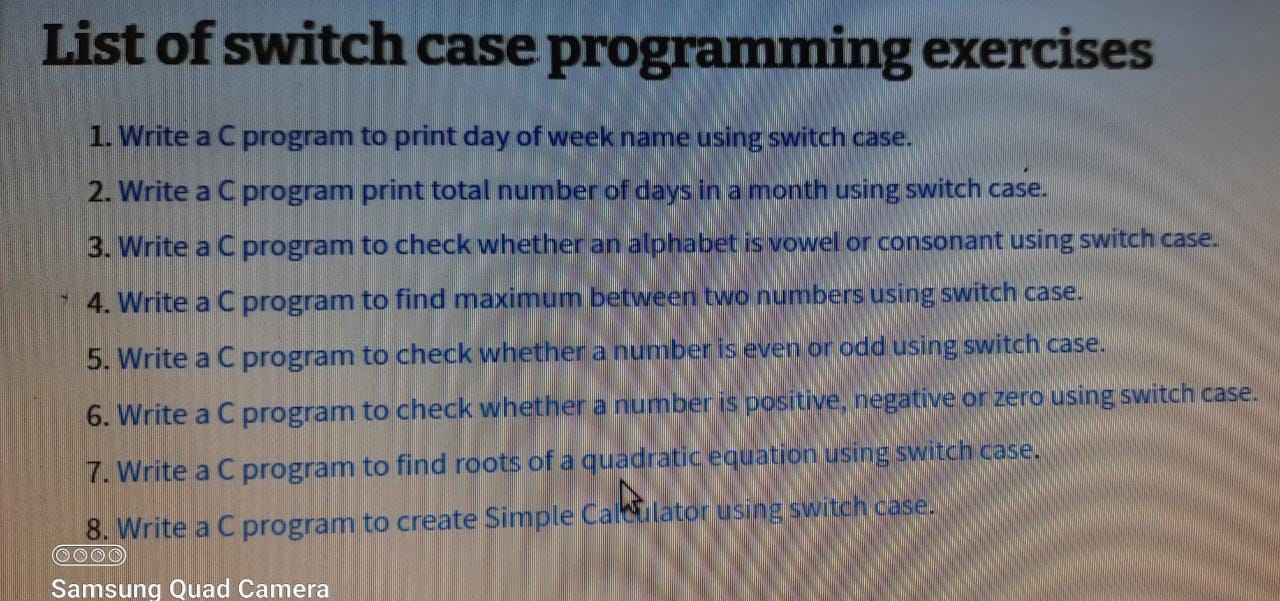 List of switch case programming exercises
1. Write a C program to print day of week name using switch case.
2. Write a C program print total number of days in a month using switch case.
3. Write a C program to check whether an alphabet is vowel or consonant using switch case.
4. Write a C program to find maximum between two numbers using switch case.
5. Write a C program to check whether a number is even or odd using switch case.
6. Write a C program to check whether a number is positive, negative or zero using switch case.
7. Write a C program to find roots of a quadratic equation using switch case.
8. Write a C program to create Simple Calculator using switch case.
Samsung Quad Camera